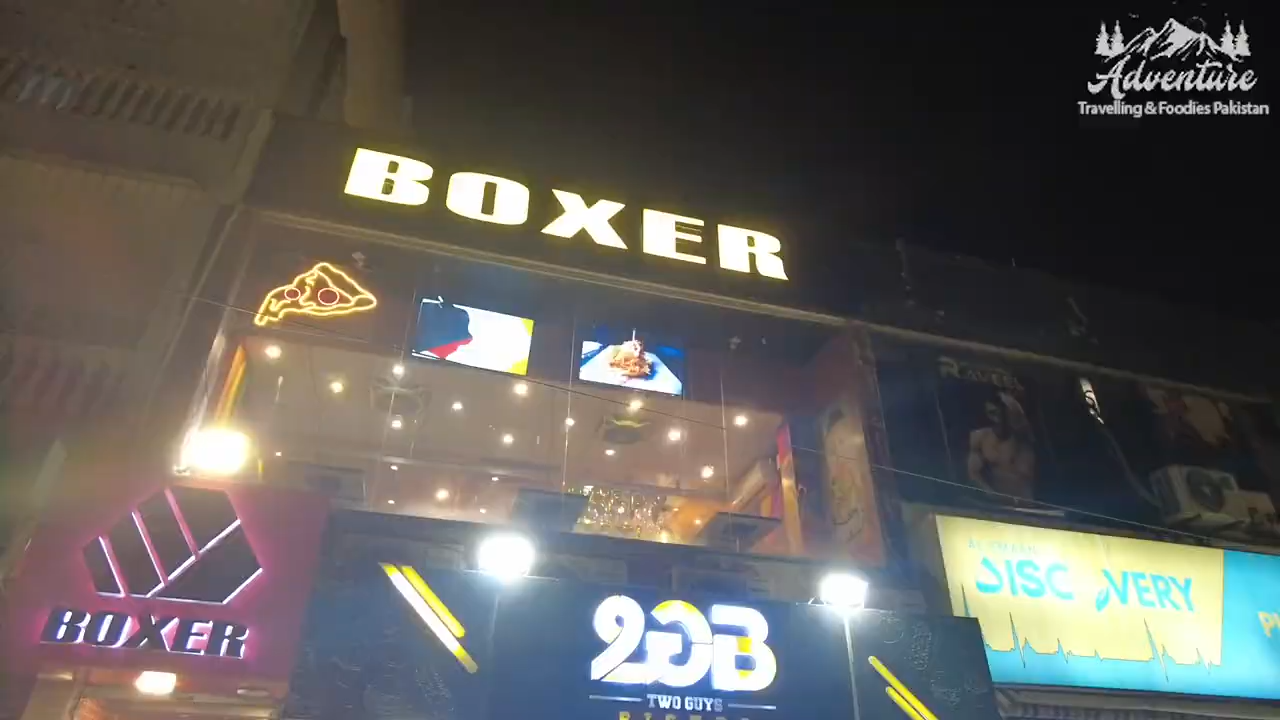 Adventure
Travelling & Foodies Pakistan
BOXER
BOXER
2GB
TWO GUYS
DISCOVERY